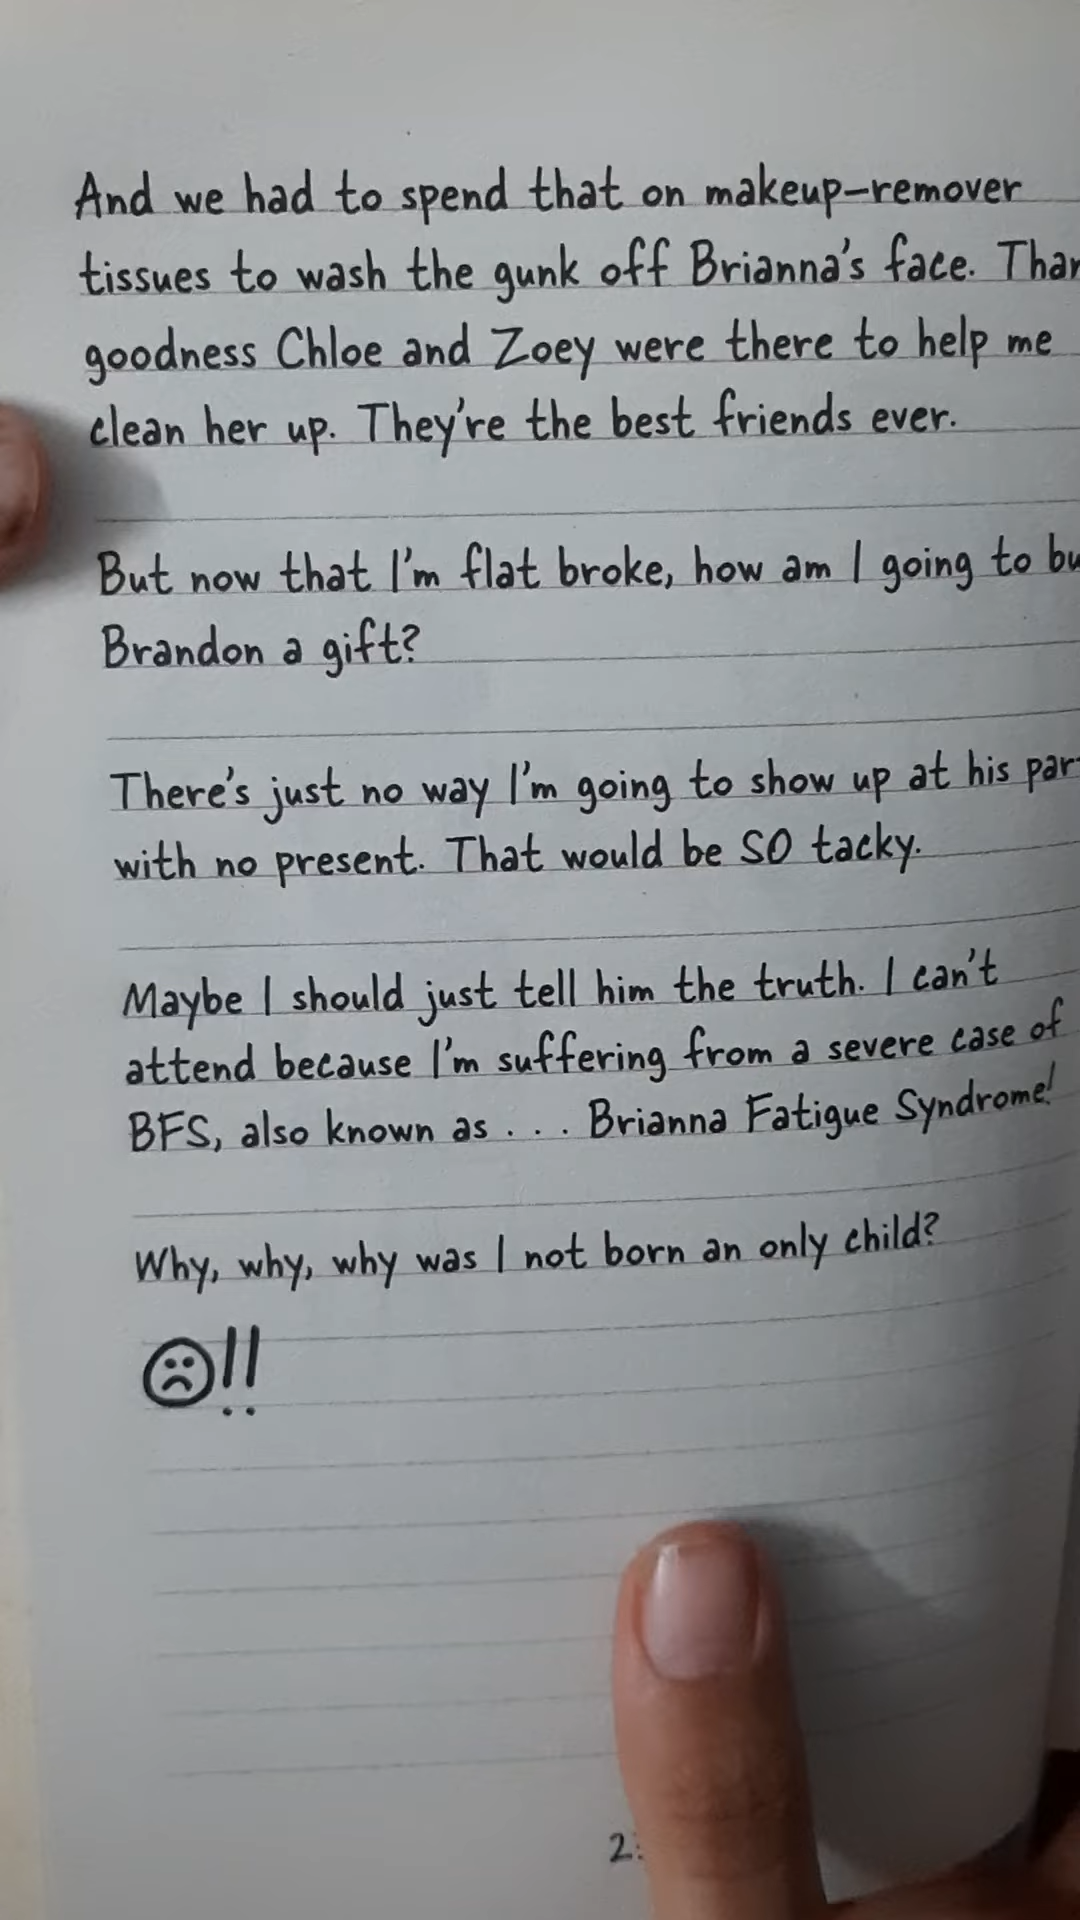 And we had to spend that on makeup-remover
tissues to wash the gunk off Brianna's face.
goodness Chloe and Zoey were there to help me
clean her up. They're the best friends ever.
But now that I'm flat broke, how am I going to
Brandon a gift?
There's just no way I'm going to show up at his
with no present. That would be SO tacky.
Maybe I should just tell him the truth. I can't
attend because I'm suffering from a severe case of
BFS, also known as . . . Brianna Fatigue Syndrome!
Why, why, why was I not born an only child?
☹!!